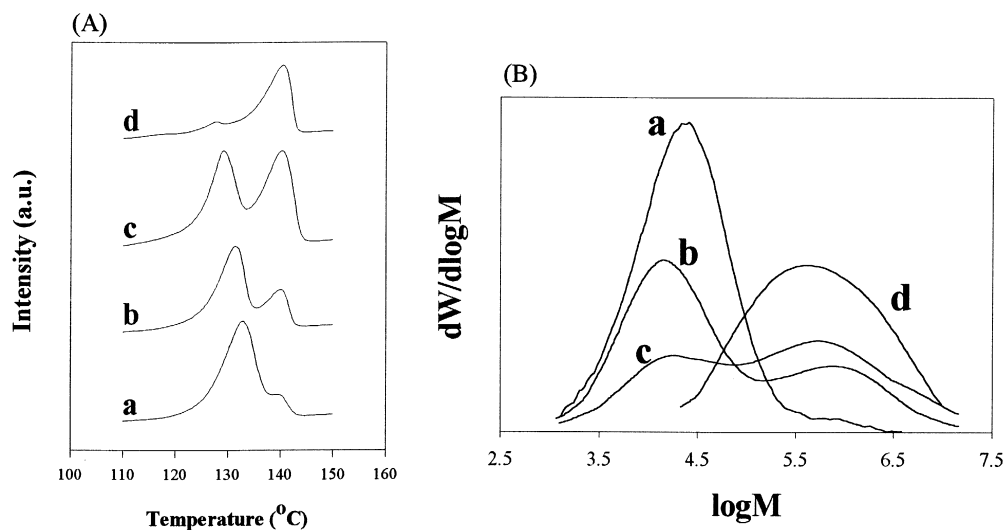 (A)
d
c
b
a
Intensity (a.u.)
100 110 120 130 140 150 160
Temperature (°C)
(B)
a
b
d
c
dW/dlogM
2.5 3.5 4.5 5.5 6.5 7.5
logM